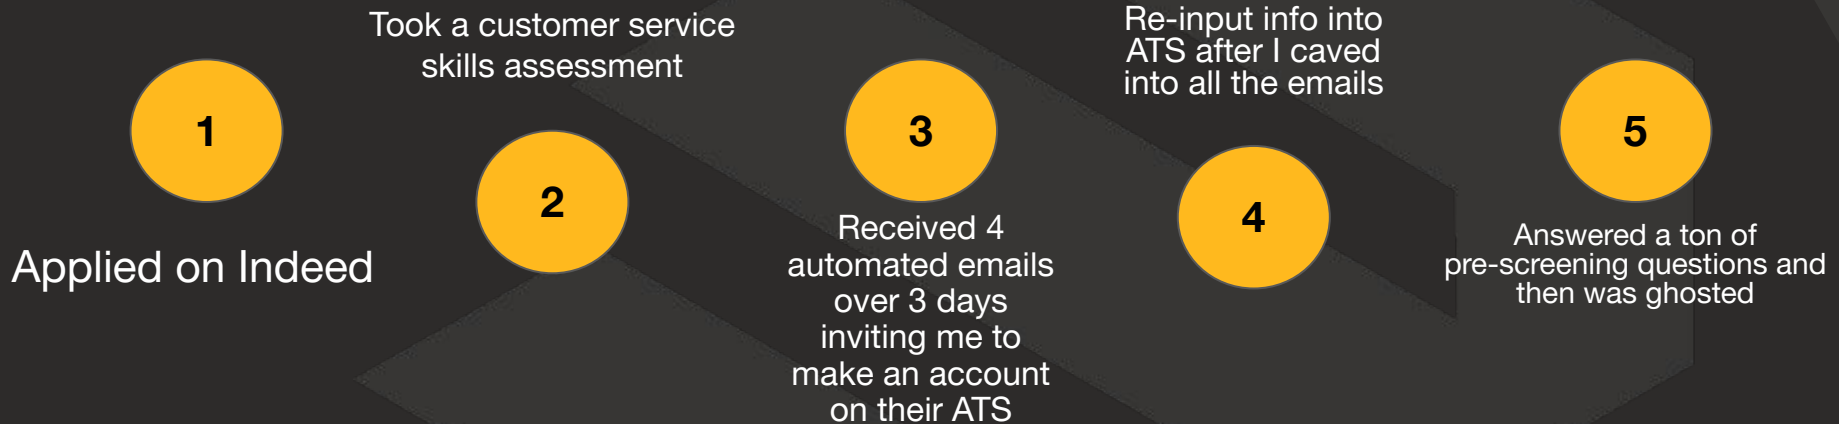 1
Applied on Indeed
Took a customer service
skills assessment
2
3
Received 4
automated emails
over 3 days
inviting me to
make an account
on their ATS
Re-input info into
ATS after I caved
into all the emails
4
5
Answered a ton of
pre-screening questions and
then was ghosted